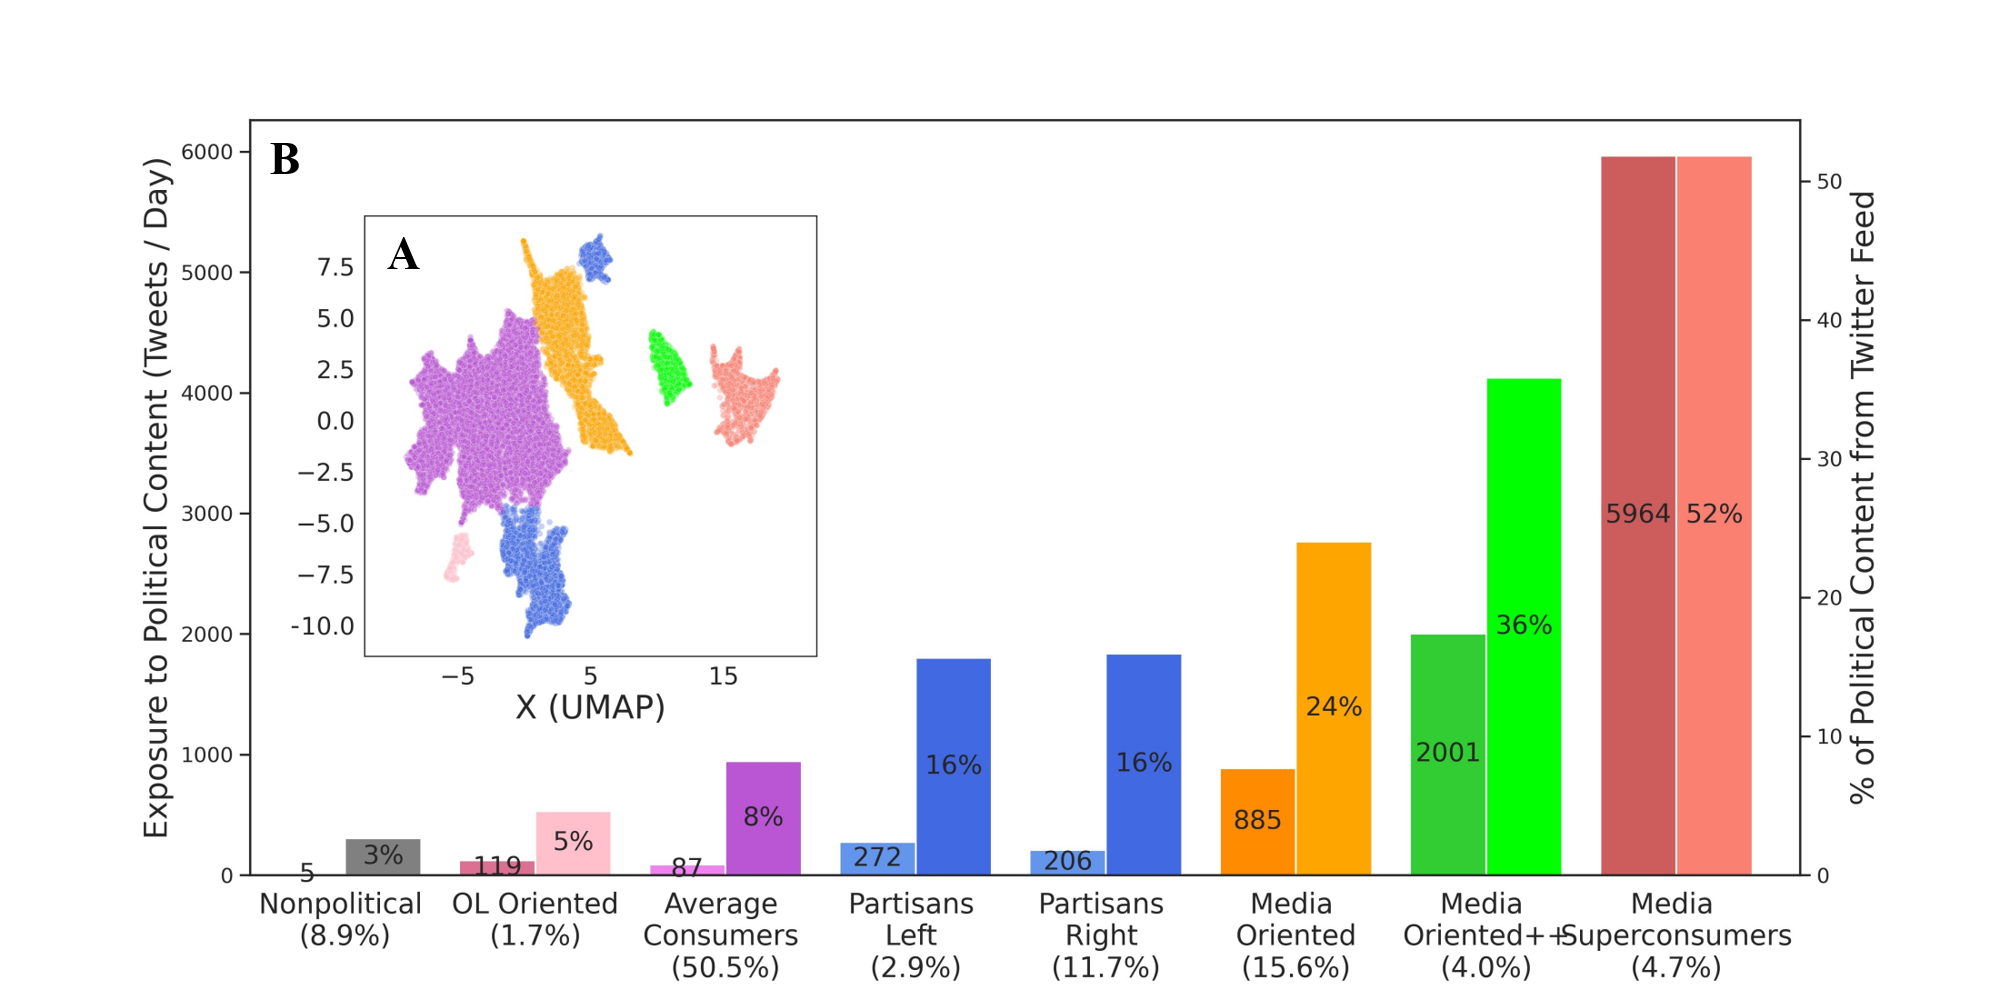 B
A
Exposure to Political Content (Tweets / Day)
6000
5000
4000
3000
2000
1000
0
7.5
5.0
2.5
0.0
−2.5
−5.0
−7.5
-10.0
−5 5 15
X (UMAP)
5 3% 119 5% 87 8% 272 16% 206 16% 885 24% 2001 36% 5964 52%
50
40
30
20
10
0
% of Political Content from Twitter Feed
Nonpolitical
(8.9%)
OL Oriented
(1.7%)
Average
Consumers
(50.5%)
Partisans
Left
(2.9%)
Partisans
Right
(11.7%)
Media
Oriented
(15.6%)
Media
Oriented++
(4.0%)
Media
Superconsumers
(4.7%)